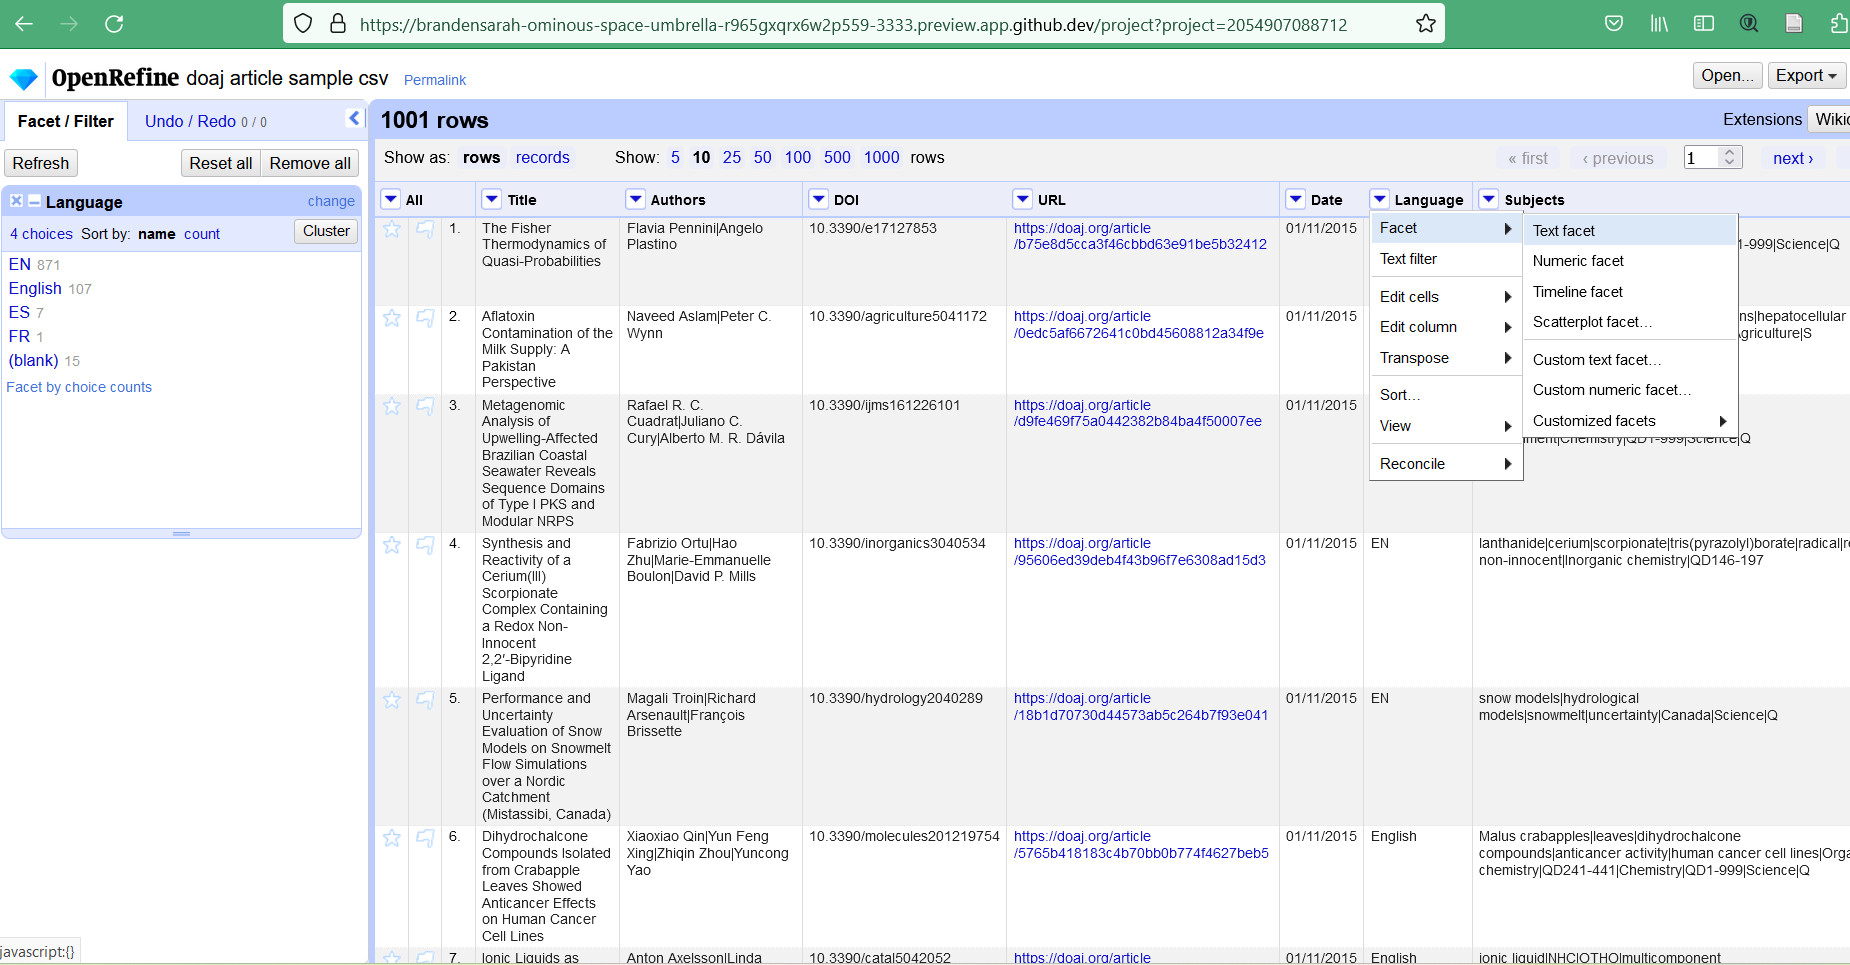 https://brandensarah-ominous-space-umbrella-r965gxqrx6w2p559-3333.preview.app.github.dev/project?project=2054907088712
OpenRefine doaj article sample csv Permalink
Open... Export
Facet / Filter Undo / Redo 0 / 0
1001 rows
Extensions
Refresh Reset all Remove all
Show as: rows records Show: 5 10 25 50 100 500 1000 rows
« first ‹ previous 1 next ›
Language change
4 choices Sort by: name count Cluster
EN 871
English 107
ES 7
FR 1
(blank) 15
Facet by choice counts
All Title Authors DOI URL Date Language Subjects
1. The Fisher
Thermodynamics of
Quasi-Probabilities
Flavia Pennini|Angelo
Plastino
10.3390/e17127853
https://doaj.org/article
/b75e8d5cca3f46cbbd63e91be5b32412
01/11/2015
1-999|Science|Q
2. Aflatoxin
Contamination of the
Milk Supply: A
Pakistan
Perspective
Naveed Aslam|Peter C.
Wynn
10.3390/agriculture5041172
https://doaj.org/article
/0edc5af6672641c0bd45608812a34f9e
01/11/2015
ns|hepatocellular
griculture|S
3. Metagenomic
Analysis of
Upwelling-Affected
Brazilian Coastal
Seawater Reveals
Sequence Domains
of Type I PKS and
Modular NRPS
Rafael R. C.
Cuadrat|Juliano C.
Cury|Alberto M. R. Dávila
10.3390/ijms161226101
https://doaj.org/article
/d9fe469f75a0442382b84ba4f50007ee
01/11/2015
Facet
Text filter
Edit cells
Edit column
Transpose
Sort…
View
Reconcile
Text facet
Numeric facet
Timeline facet
Scatterplot facet…
Custom text facet…
Custom numeric facet…
Customized facets
4. Synthesis and
Reactivity of a
Cerium(III)
Scorpionate
Complex Containing
a Redox Non-
Innocent
2,2′-Bipyridine
Ligand
Fabrizio Ortu|Hao
Zhu|Marie-Emmanuelle
Boulon|David P. Mills
10.3390/inorganics3040534
https://doaj.org/article
/95606ed39deb4f43b96f7e6308ad15d3
01/11/2015
EN
lanthanide|cerium|scorpionate|tris(pyrazolyl)borate|radical|r
non-innocent|Inorganic chemistry|QD146-197
5. Performance and
Uncertainty
Evaluation of Snow
Models on Snowmelt
Flow Simulations
over a Nordic
Catchment
(Mistassibi, Canada)
Magali Troin|Richard
Arsenault|François
Brissette
10.3390/hydrology2040289
https://doaj.org/article
/18b1d70730d44573ab5c264b7f93e041
01/11/2015
EN
snow models|hydrological
models|snowmelt|uncertainty|Canada|Science|Q
6. Dihydrochalcone
Compounds Isolated
from Crabapple
Leaves Showed
Anticancer Effects
on Human Cancer
Cell Lines
Xiaoxiao Qin|Yun Feng
Xing|Zhiqin Zhou|Yuncong
Yao
10.3390/molecules201219754
https://doaj.org/article
/5765b418183c4b70bb0b774f4627beb5
01/11/2015
English
Malus crabapples|leaves|dihydrochalcone
compounds|anticancer activity|human cancer cell lines|Orga
chemistry|QD241-441|Chemistry|QD1-999|Science|Q
7. Ionic Liquids as
Anton Axelsson|Linda
10.3390/catal5042052
https://doaj.org/article
01/11/2015
English
ionic liquid|NHC|OTHO|multicomponent
javascript:{}